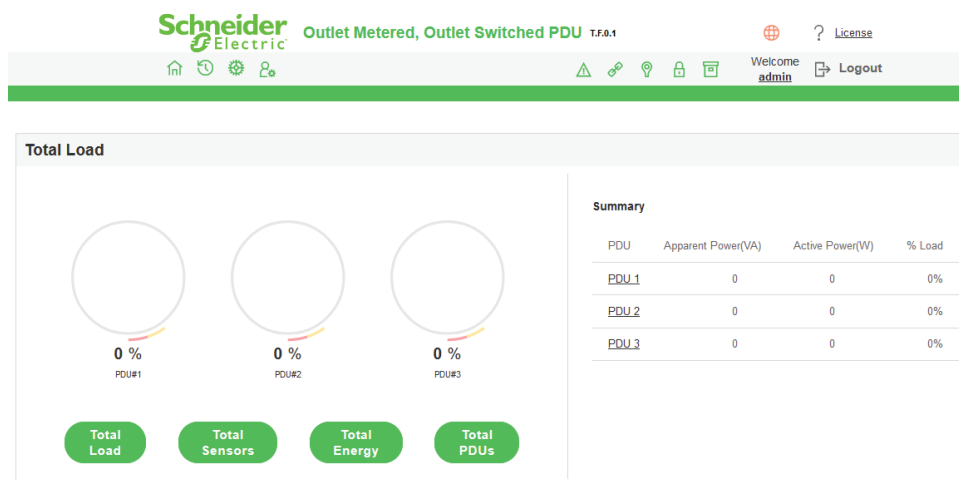 Schneider
Electric
Outlet Metered, Outlet Switched PDU T.F.0.1
? License
Welcome
admin
Logout
Total Load
0 %
PDU#1
0 %
PDU#2
0 %
PDU#3
Total
Load
Total
Sensors
Total
Energy
Total
PDUs
Summary
PDU Apparent Power(VA) Active Power(W) % Load
PDU 1 0 0 0%
PDU 2 0 0 0%
PDU 3 0 0 0%